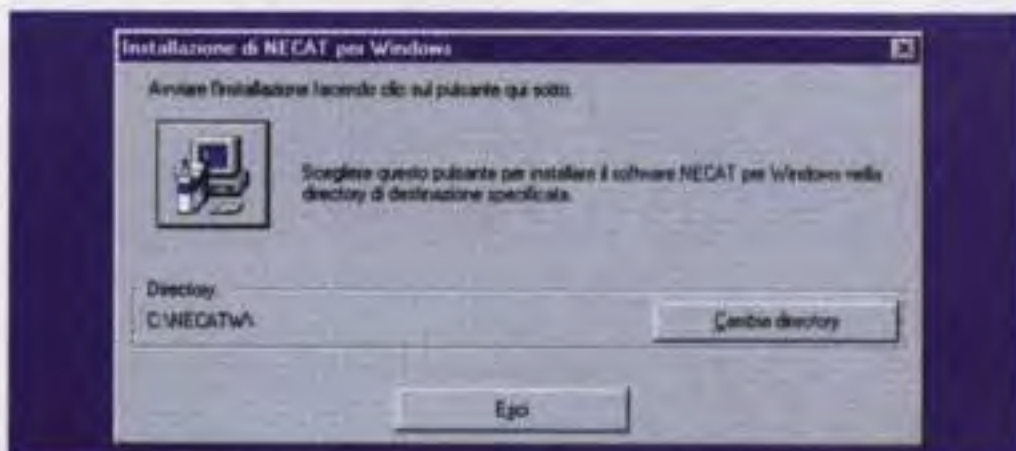 Installazione di NECAT per Windows
Avviare l'installazione facendo clic sul pulsante qui sotto.
Scegliere questo pulsante per installare il software NECAT per Windows nella
directory di destinazione specificata.
Directory
C:\NECATW\
Cambia directory
Esci